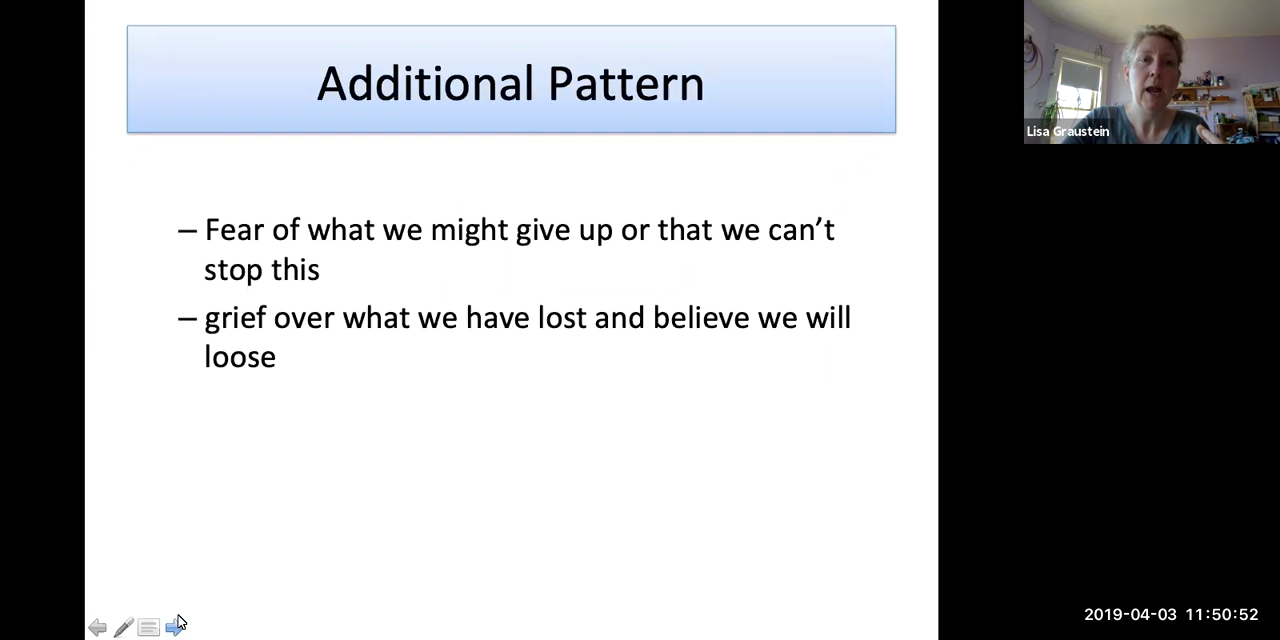 Additional Pattern
Lisa Graustein
– Fear of what we might give up or that we can’t
stop this
– grief over what we have lost and believe we will
loose
2019-04-03 11:50:52